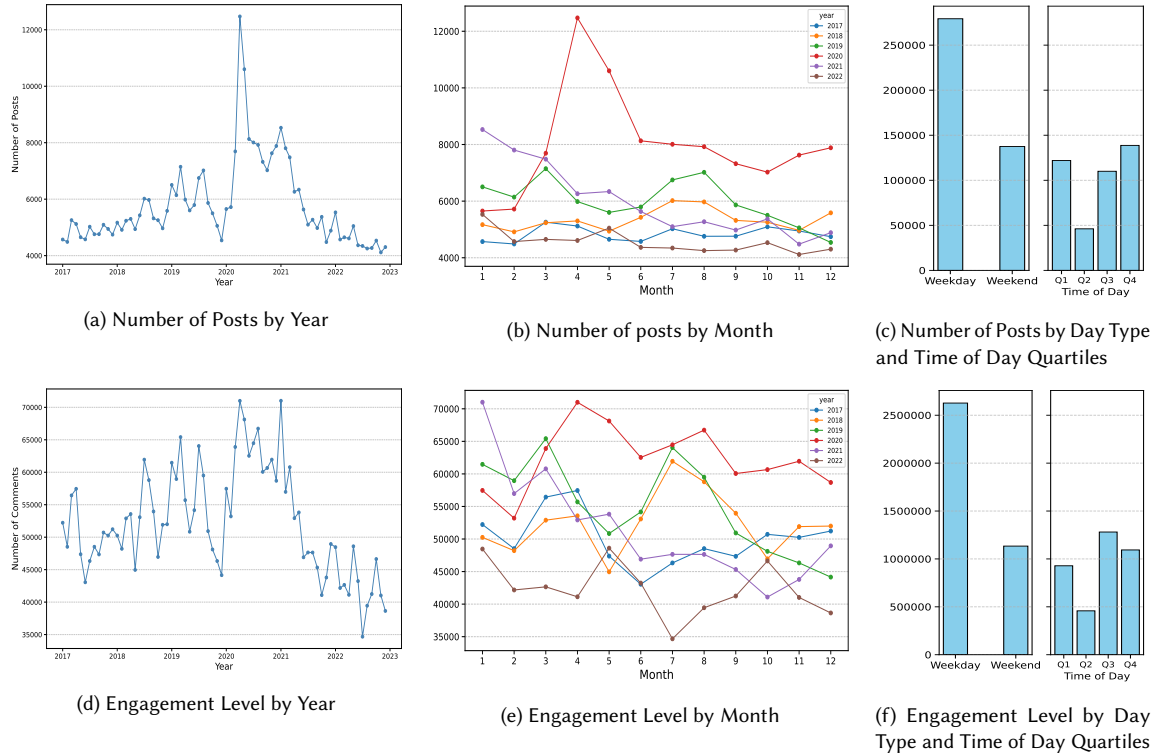 12000
10000
8000
6000
4000
Number of Posts
2017 2018 2019 2020 2021 2022 2023
Year
(a) Number of Posts by Year
12000
10000
8000
6000
4000
year
2017
2018
2019
2020
2021
2022
1 2 3 4 5 6 7 8 9 10 11 12
Month
(b) Number of posts by Month
250000
200000
150000
100000
50000
0
Weekday Weekend
Q1 Q2 Q3 Q4
Time of Day
(c) Number of Posts by Day Type
and Time of Day Quartiles
70000
65000
60000
55000
50000
45000
40000
35000
Number of Comments
2017 2018 2019 2020 2021 2022 2023
Year
(d) Engagement Level by Year
70000
65000
60000
55000
50000
45000
40000
35000
year
2017
2018
2019
2020
2021
2022
1 2 3 4 5 6 7 8 9 10 11 12
Month
(e) Engagement Level by Month
2500000
2000000
1500000
1000000
500000
0
Weekday Weekend
Q1 Q2 Q3 Q4
Time of Day
(f) Engagement Level by Day
Type and Time of Day Quartiles